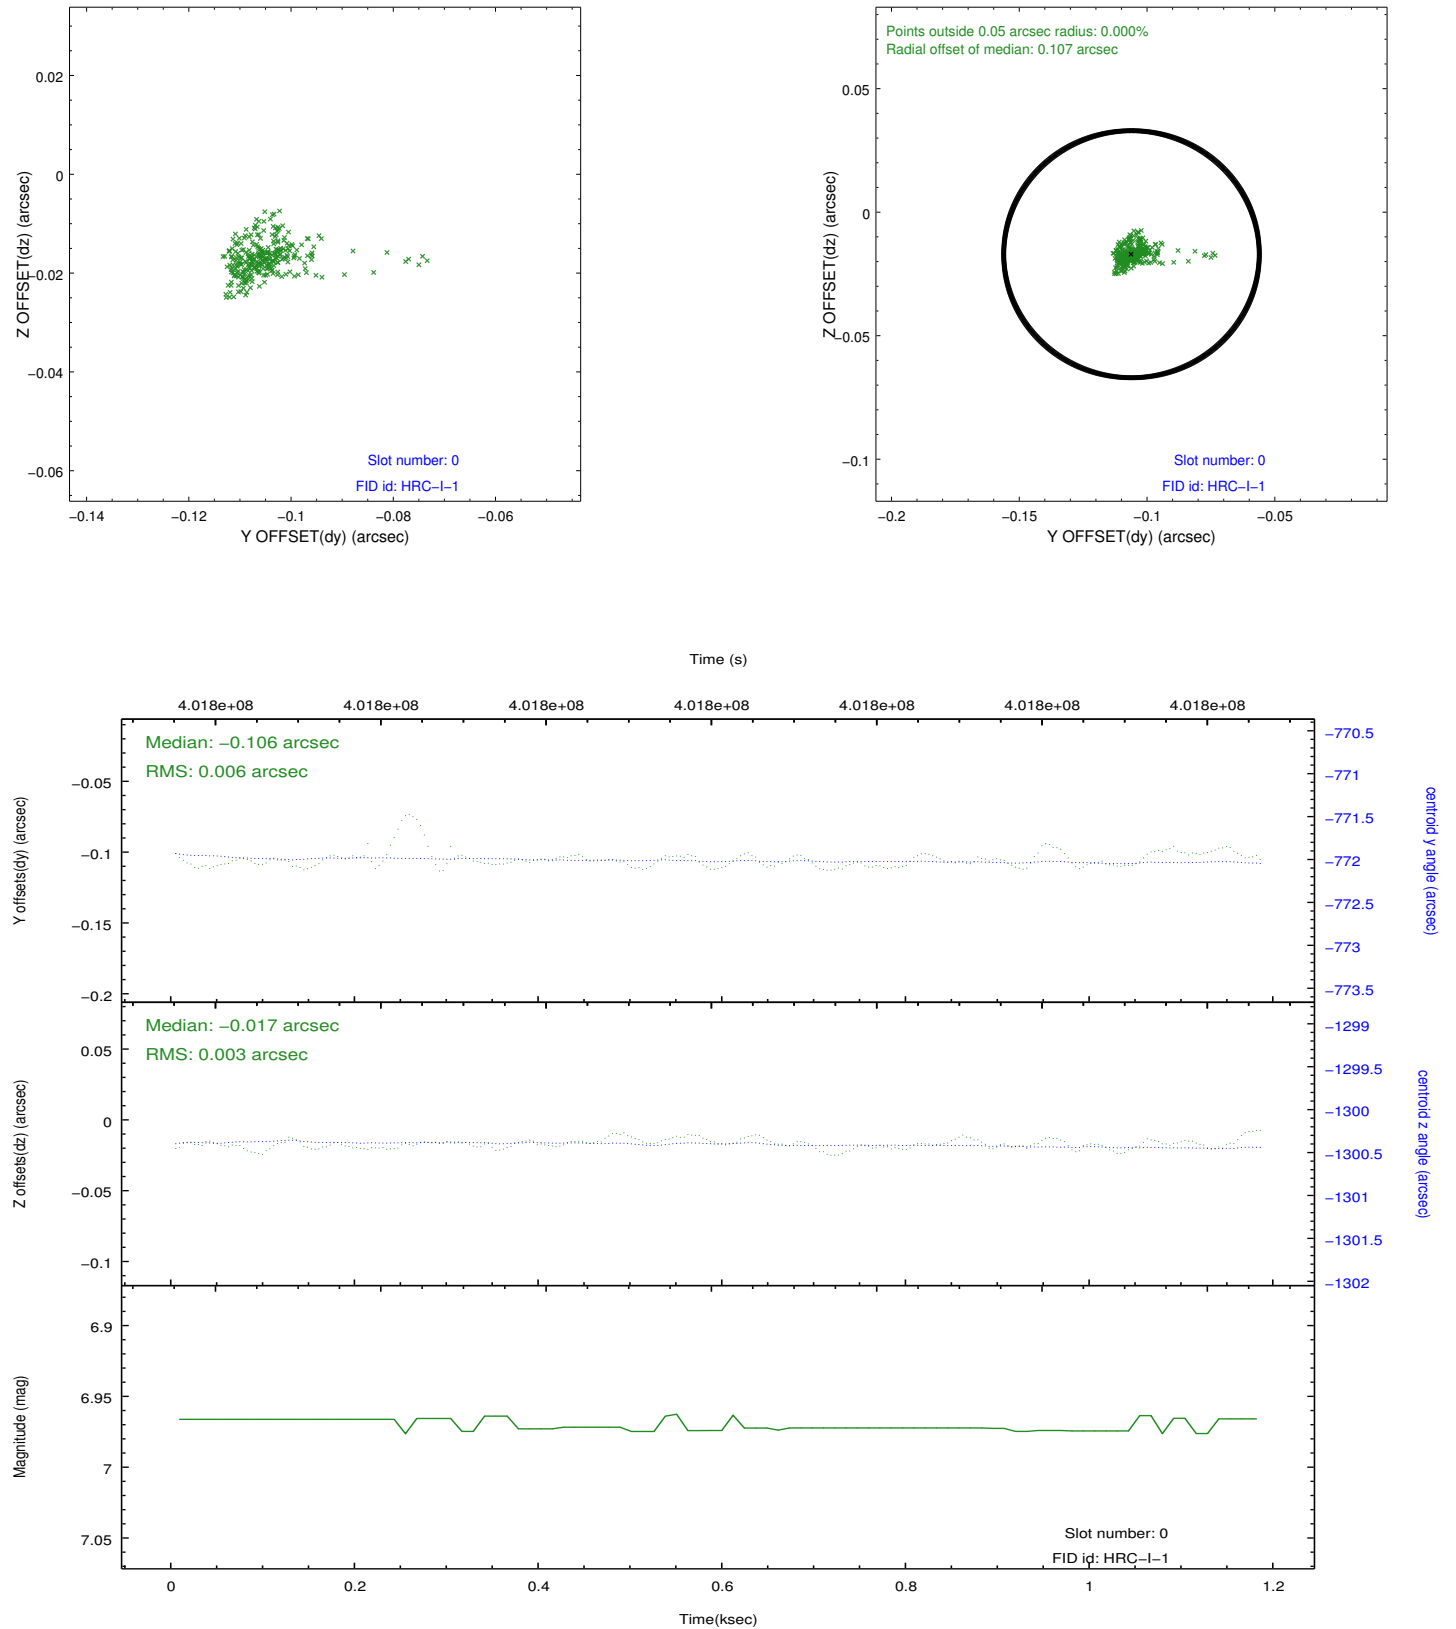 0.02
0
−0.02
−0.04
−0.06
Z OFFSET(dz) (arcsec)
Slot number: 0
FID id: HRC−I−1
−0.14
−0.12
−0.1
−0.08
−0.06
Y OFFSET(dy) (arcsec)
Points outside 0.05 arcsec radius: 0.000%
Radial offset of median: 0.107 arcsec
0.05
0
−0.05
−0.1
Z OFFSET(dz) (arcsec)
Slot number: 0
FID id: HRC−I−1
−0.2
−0.15
−0.1
−0.05
Y OFFSET(dy) (arcsec)
Time (s)
4.018e+08
4.018e+08
4.018e+08
4.018e+08
4.018e+08
4.018e+08
4.018e+08
Median: −0.106 arcsec
RMS: 0.006 arcsec
−0.05
−0.1
−0.15
−0.2
Y offsets(dy) (arcsec)
−770.5
−771
−771.5
−772
−772.5
−773
−773.5
centroid y angle (arcsec)
Median: −0.017 arcsec
RMS: 0.003 arcsec
0.05
0
−0.05
−0.1
Z offsets(dz) (arcsec)
−1299
−1299.5
−1300
−1300.5
−1301
−1301.5
−1302
centroid z angle (arcsec)
6.9
6.95
7
7.05
Magnitude (mag)
Slot number: 0
FID id: HRC−I−1
0
0.2
0.4
0.6
0.8
1
1.2
Time(ksec)